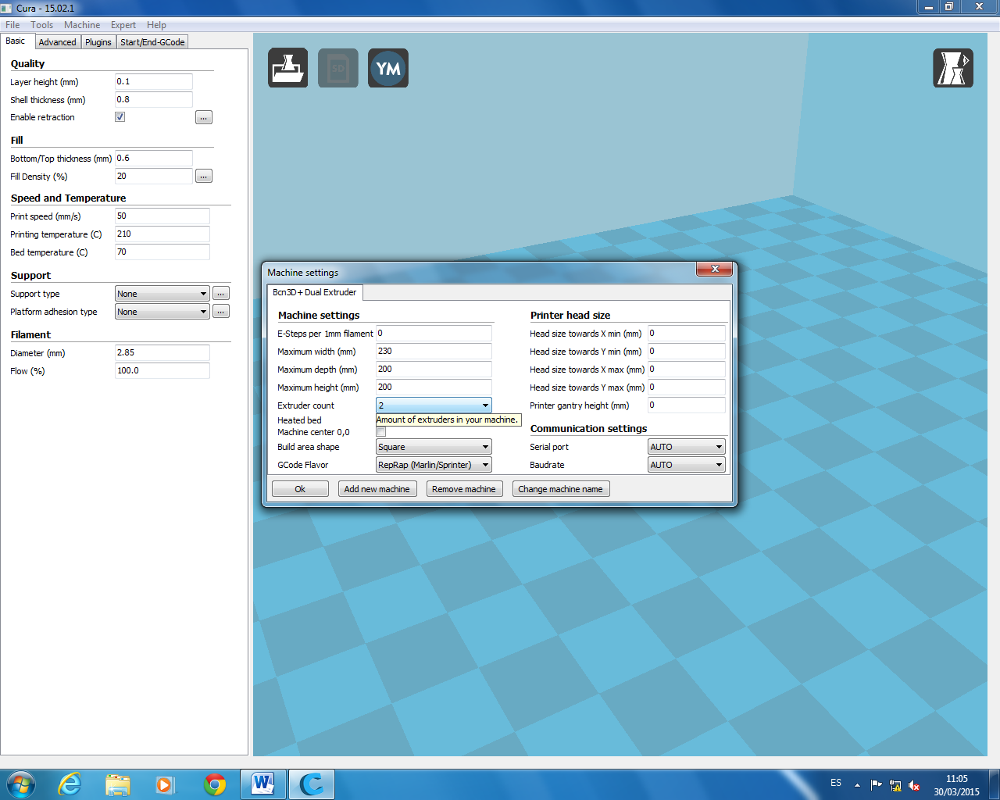 Cura - 15.02.1
File Tools Machine Expert Help
Basic Advanced Plugins Start/End-GCode
Quality
Layer height (mm) 0.1
Shell thickness (mm) 0.8
Enable retraction ...
Fill
Bottom/Top thickness (mm) 0.6
Fill Density (%) 20 ...
Speed and Temperature
Print speed (mm/s) 50
Printing temperature (C) 210
Bed temperature (C) 70
Support
Support type None ...
Platform adhesion type None ...
Filament
Diameter (mm) 2.85
Flow (%) 100.0
SD
YM
Machine settings
Bcn3D+ Dual Extruder
Machine settings
E-Steps per 1mm filament 0
Maximum width (mm) 230
Maximum depth (mm) 200
Maximum height (mm) 200
Extruder count 2
Heated bed
Amount of extruders in your machine.
Machine center 0,0
Build area shape Square
GCode Flavor RepRap (Marlin/Sprinter)
Printer head size
Head size towards X min (mm) 0
Head size towards Y min (mm) 0
Head size towards X max (mm) 0
Head size towards Y max (mm) 0
Printer gantry height (mm) 0
Communication settings
Serial port AUTO
Baudrate AUTO
Ok Add new machine Remove machine Change machine name
ES
11:05
30/03/2015